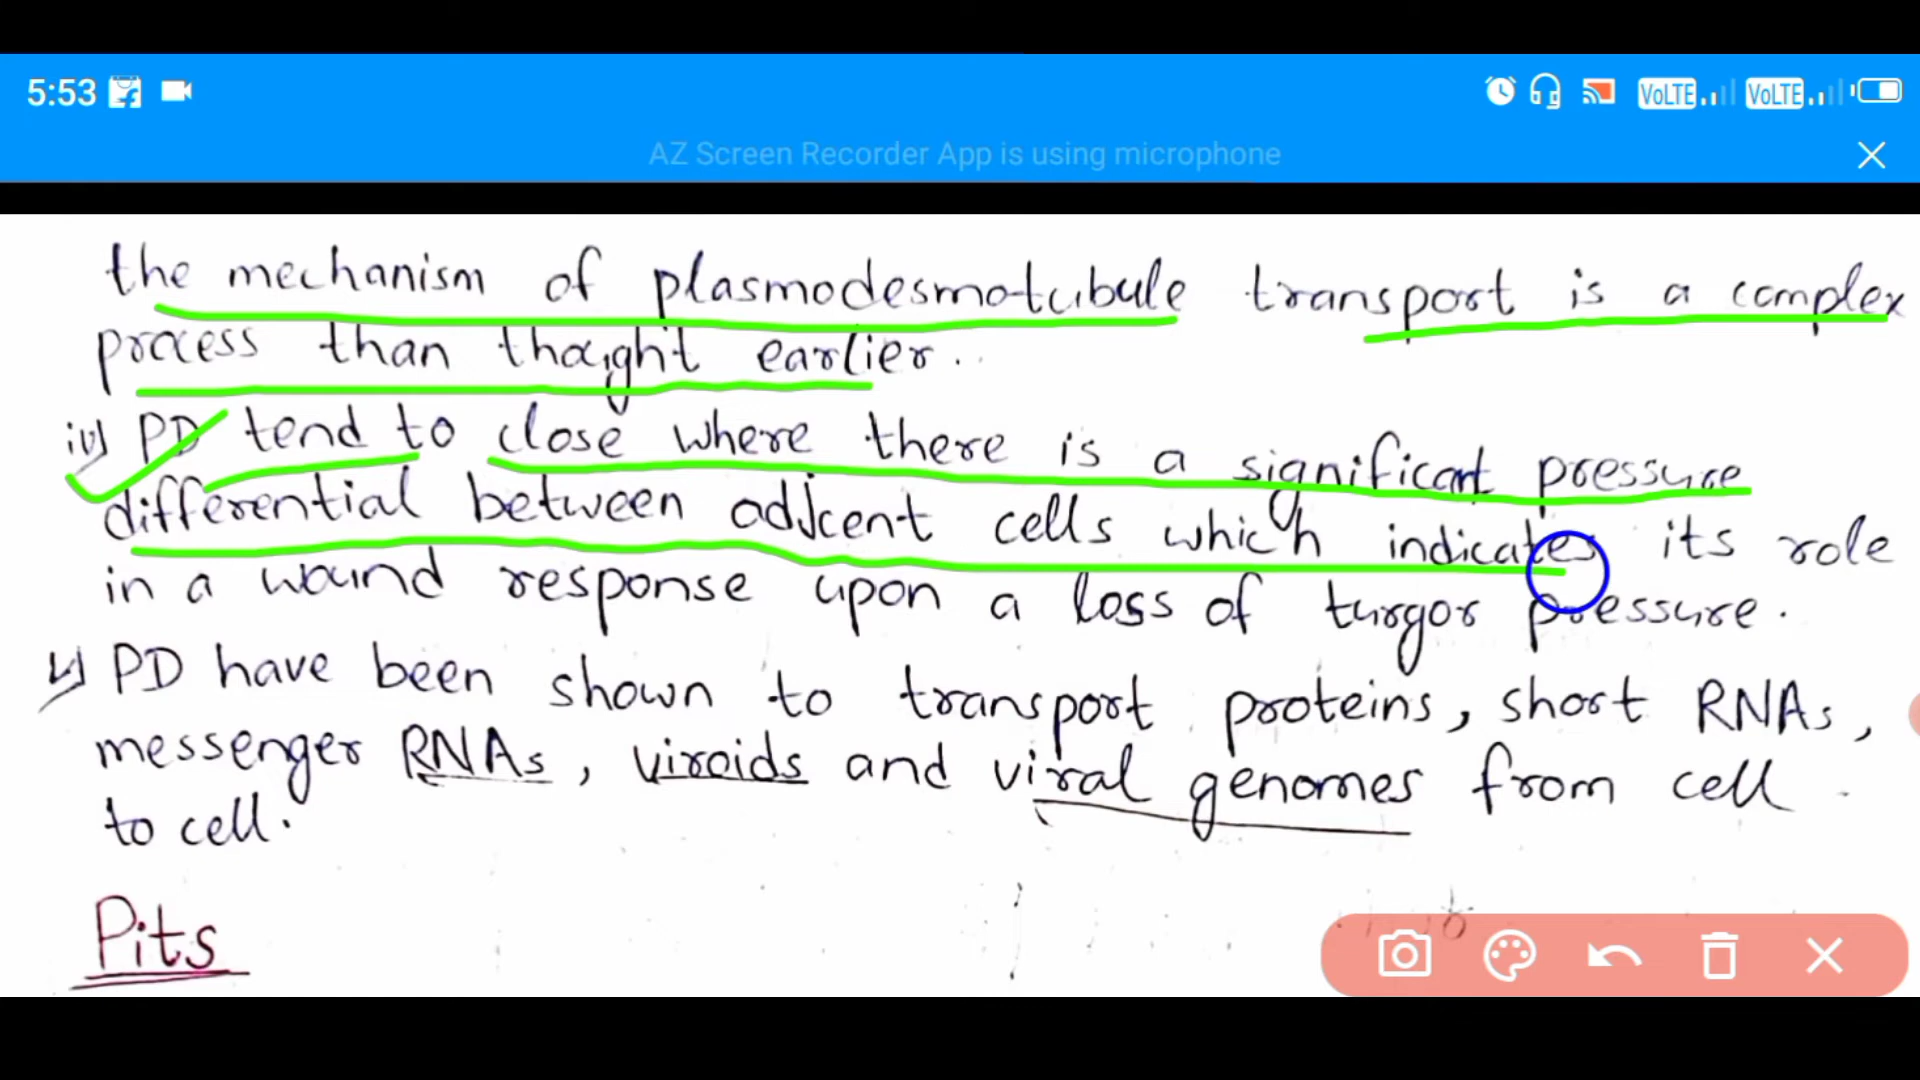 5:53
VoLTE VoLTE
AZ Screen Recorder App is using microphone
the mechanism of plasmodesmotubule transport is a complex
process than thought earlier.
iv) PD tend to close where there is a significant pressure
differential between adjcent cells which indicates its role
in a wound response upon a loss of turgor pressure.
v) PD have been shown to transport proteins, short RNAs,
messenger RNAs, viroids and viral genomes from cell
to cell.
Pits